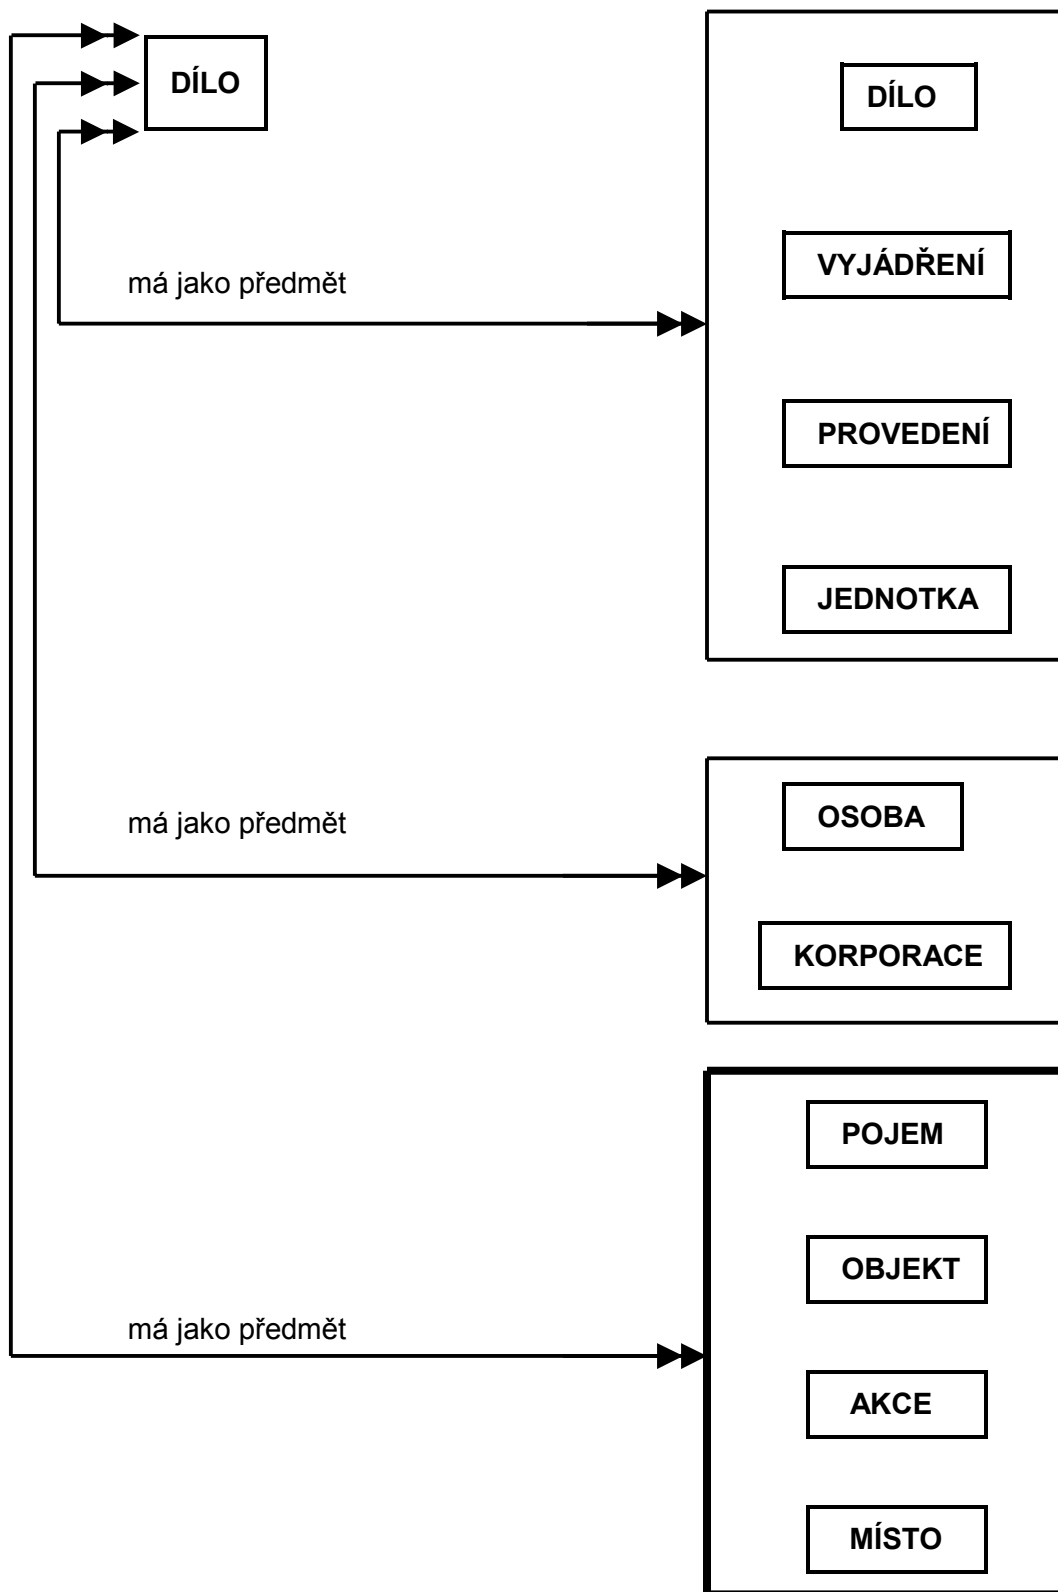 DÍLO
DÍLO
VYJÁDŘENÍ
má jako předmět
PROVEDENÍ
JEDNOTKA
OSOBA
má jako předmět
KORPORACE
POJEM
OBJEKT
má jako předmět
AKCE
MÍSTO